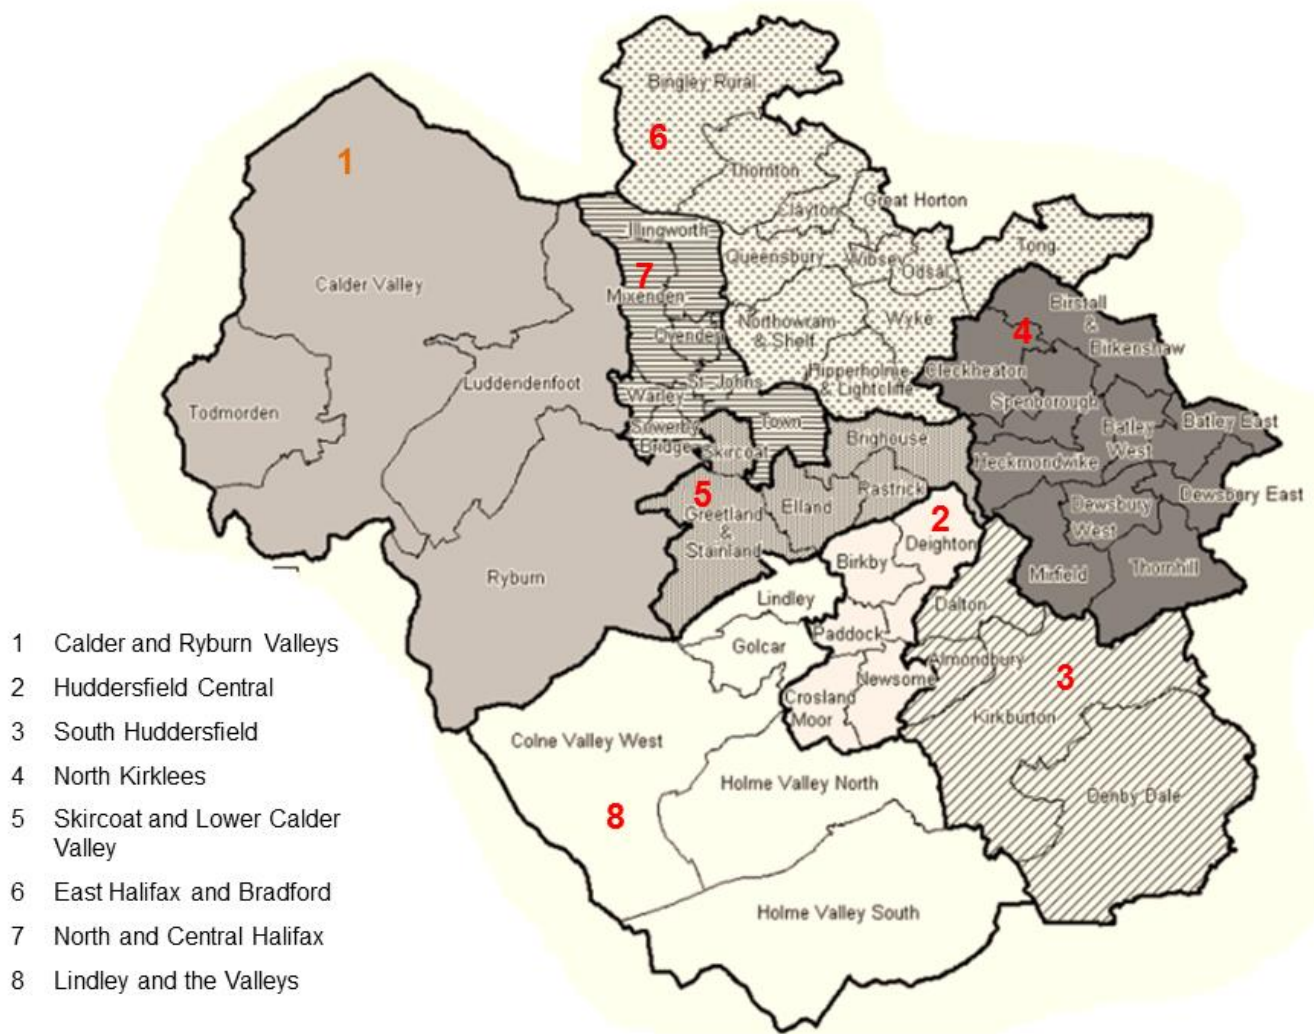 6
Bingley Rural
1
Thornton
Clayton
Great Horton
Illingworth
Queensbury
Wibsey
Odsal
Tong
7
Mixenden
Calder Valley
Birstall
&
Birkenshaw
4
Northowram
& Shelf
Wyke
Ovenden
Cleckheaton
Hipperholme
& Lightcliffe
Luddendenfoot
St Johns
Warley
Spenborough
Todmorden
Town
Batley
West
Batley East
Sowerby
Bridge
Skircoat
Brighouse
Heckmondwike
5
Rastrick
Elland
Greetland
&
Stainland
2
Dewsbury
West
Dewsbury East
Deighton
Birkby
Ryburn
Mirfield
Thornhill
Lindley
Dalton
Paddock
Golcar
Almondbury
Newsome
3
Crosland
Moor
Kirkburton
Colne Valley West
Holme Valley North
Denby Dale
8
Holme Valley South
1 Calder and Ryburn Valleys
2 Huddersfield Central
3 South Huddersfield
4 North Kirklees
5 Skircoat and Lower Calder
Valley
6 East Halifax and Bradford
7 North and Central Halifax
8 Lindley and the Valleys